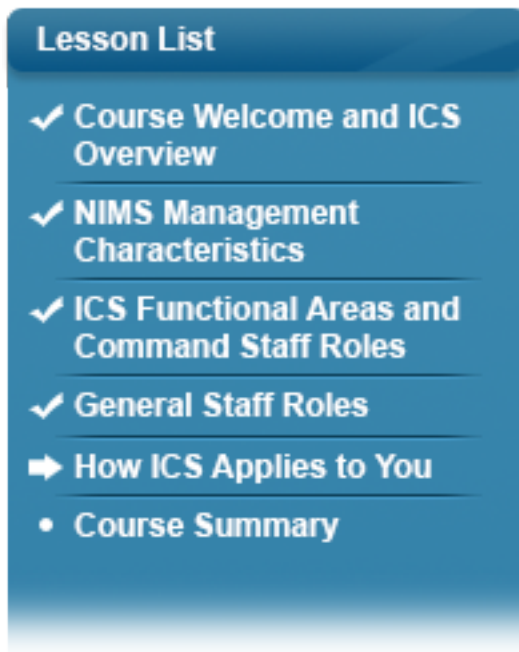 Lesson List
Course Welcome and ICS
Overview
NIMS Management
Characteristics
ICS Functional Areas and
Command Staff Roles
General Staff Roles
How ICS Applies to You
Course Summary